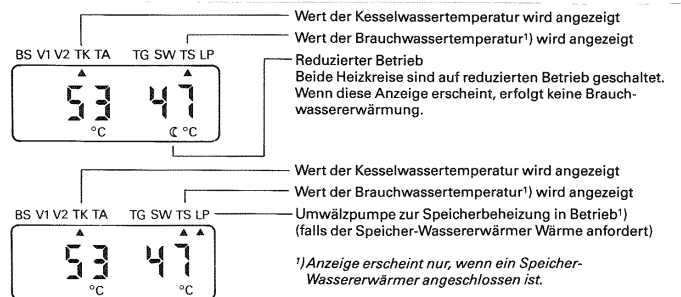 Wert der Kesselwassertemperatur wird angezeigt
Wert der Brauchwassertemperatur¹) wird angezeigt
BS V1 V2 TK TA TG SW TS LP
Reduzierter Betrieb
Beide Heizkreise sind auf reduzierten Betrieb geschaltet.
Wenn diese Anzeige erscheint, erfolgt keine Brauch-
wassererwärmung.
53 47
°C ☾ °C
Wert der Kesselwassertemperatur wird angezeigt
Wert der Brauchwassertemperatur¹) wird angezeigt
BS V1 V2 TK TA TG SW TS LP
Umwälzpumpe zur Speicherbeheizung in Betrieb¹)
(falls der Speicher-Wassererwärmer Wärme anfordert)
53 47
°C °C
¹) Anzeige erscheint nur, wenn ein Speicher-
Wassererwärmer angeschlossen ist.